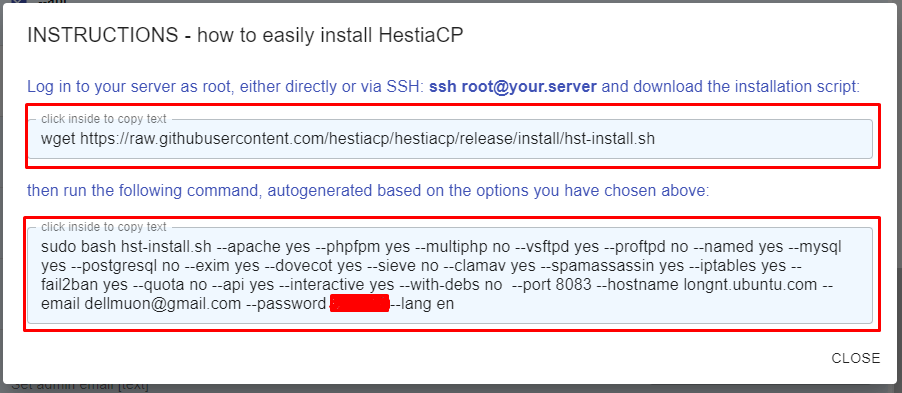 INSTRUCTIONS - how to easily install HestiaCP
Log in to your server as root, either directly or via SSH: ssh root@your.server and download the installation script:
click inside to copy text
wget https://raw.githubusercontent.com/hestiacp/hestiacp/release/install/hst-install.sh
then run the following command, autogenerated based on the options you have chosen above:
click inside to copy text
sudo bash hst-install.sh --apache yes --phpfpm yes --multiphp no --vsftpd yes --proftpd no --named yes --mysql
yes --postgresql no --exim yes --dovecot yes --sieve no --clamav yes --spamassassin yes --iptables yes --
fail2ban yes --quota no --api yes --interactive yes --with-debs no  --port 8083 --hostname longnt.ubuntu.com --
email dellmuon@gmail.com --password --lang en
CLOSE
Set admin email [text]